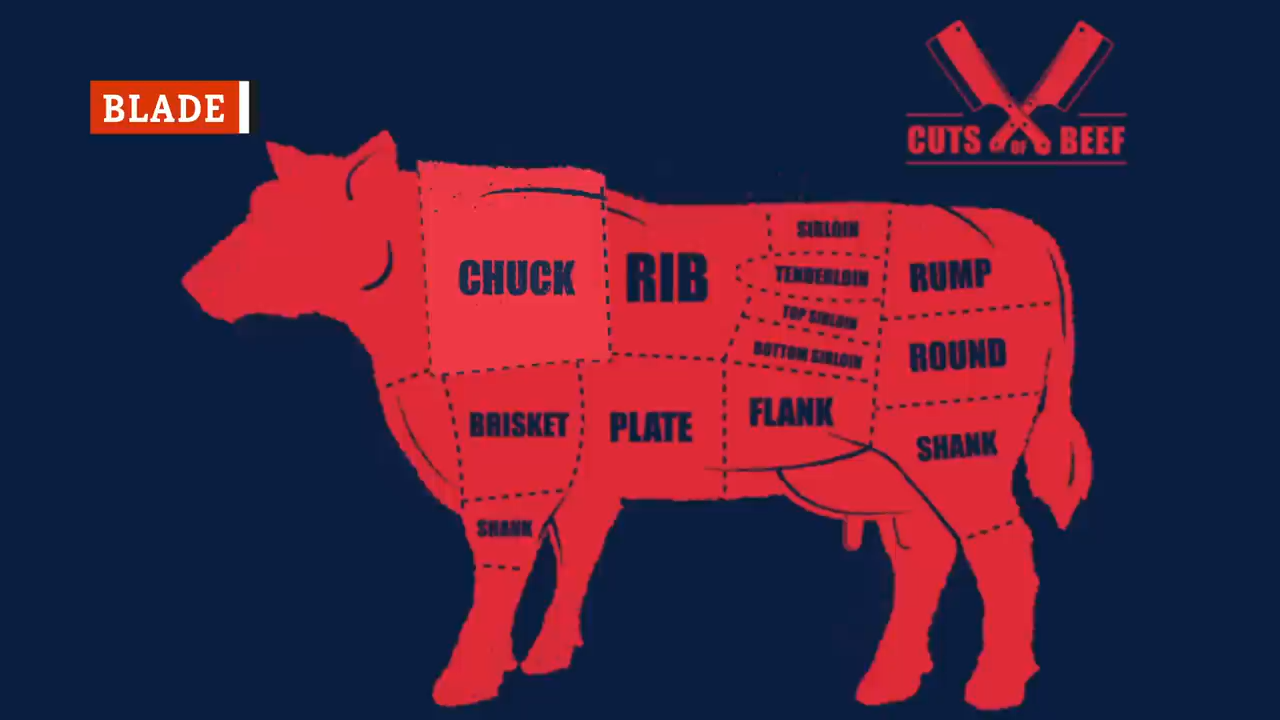 BLADE
CUTS OF BEEF
SIRLOIN
CHUCK
RIB
TENDERLOIN
RUMP
TOP SIRLOIN
BOTTOM SIRLOIN
ROUND
BRISKET
PLATE
FLANK
SHANK
SHANK